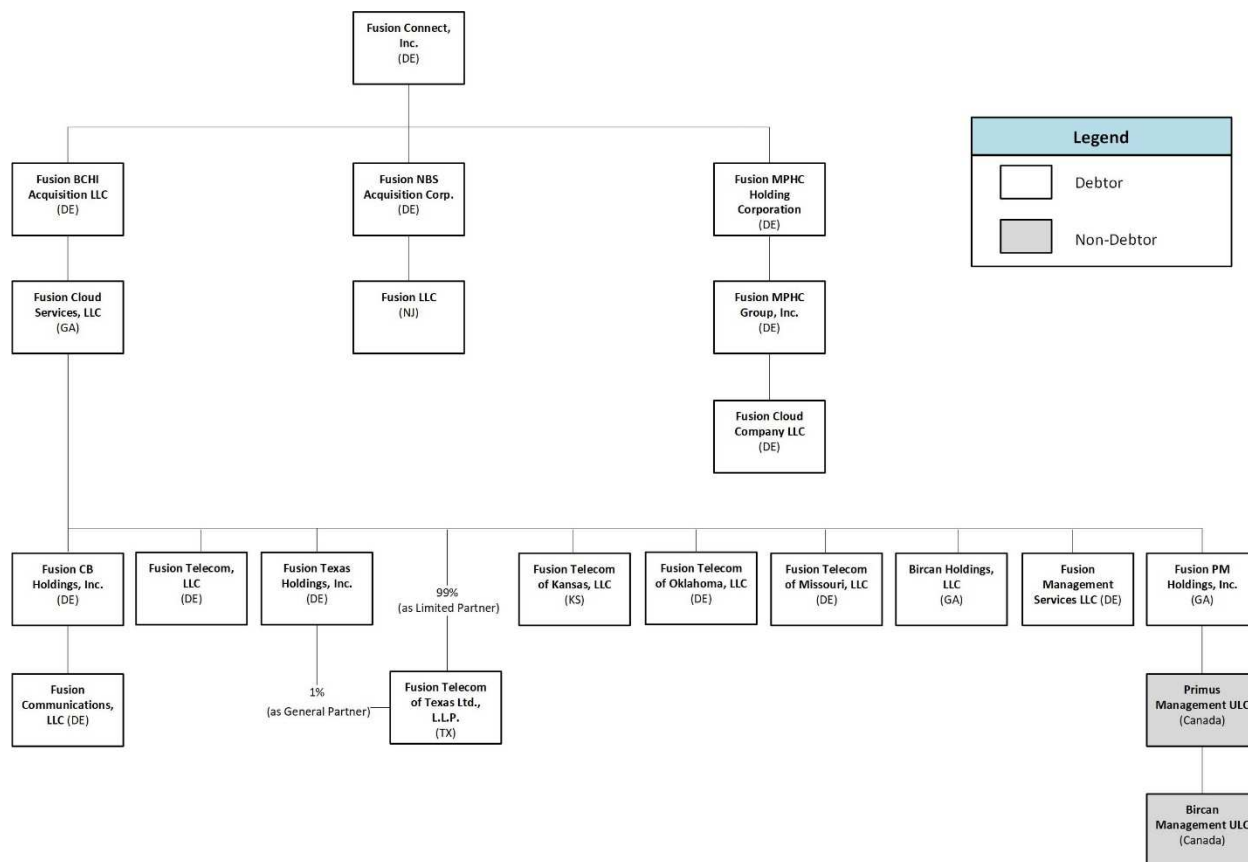 Fusion Connect,
Inc.
(DE)
Legend
Debtor
Non-Debtor
Fusion BCHI
Acquisition LLC
(DE)
Fusion NBS
Acquisition Corp.
(DE)
Fusion MPHC
Holding
Corporation
(DE)
Fusion Cloud
Services, LLC
(GA)
Fusion LLC
(NJ)
Fusion MPHC
Group, Inc.
(DE)
Fusion Cloud
Company LLC
(DE)
Fusion CB
Holdings, Inc.
(DE)
Fusion Telecom,
LLC
(DE)
Fusion Texas
Holdings, Inc.
(DE)
99%
(as Limited Partner)
Fusion Telecom
of Kansas, LLC
(KS)
Fusion Telecom
of Oklahoma, LLC
(DE)
Fusion Telecom
of Missouri, LLC
(DE)
Bircan Holdings,
LLC
(GA)
Fusion
Management
Services LLC (DE)
Fusion PM
Holdings, Inc.
(GA)
Fusion
Communications,
LLC (DE)
1%
(as General Partner)
Fusion Telecom
of Texas Ltd.,
L.L.P.
(TX)
Primus
Management ULC
(Canada)
Bircan
Management ULC
(Canada)